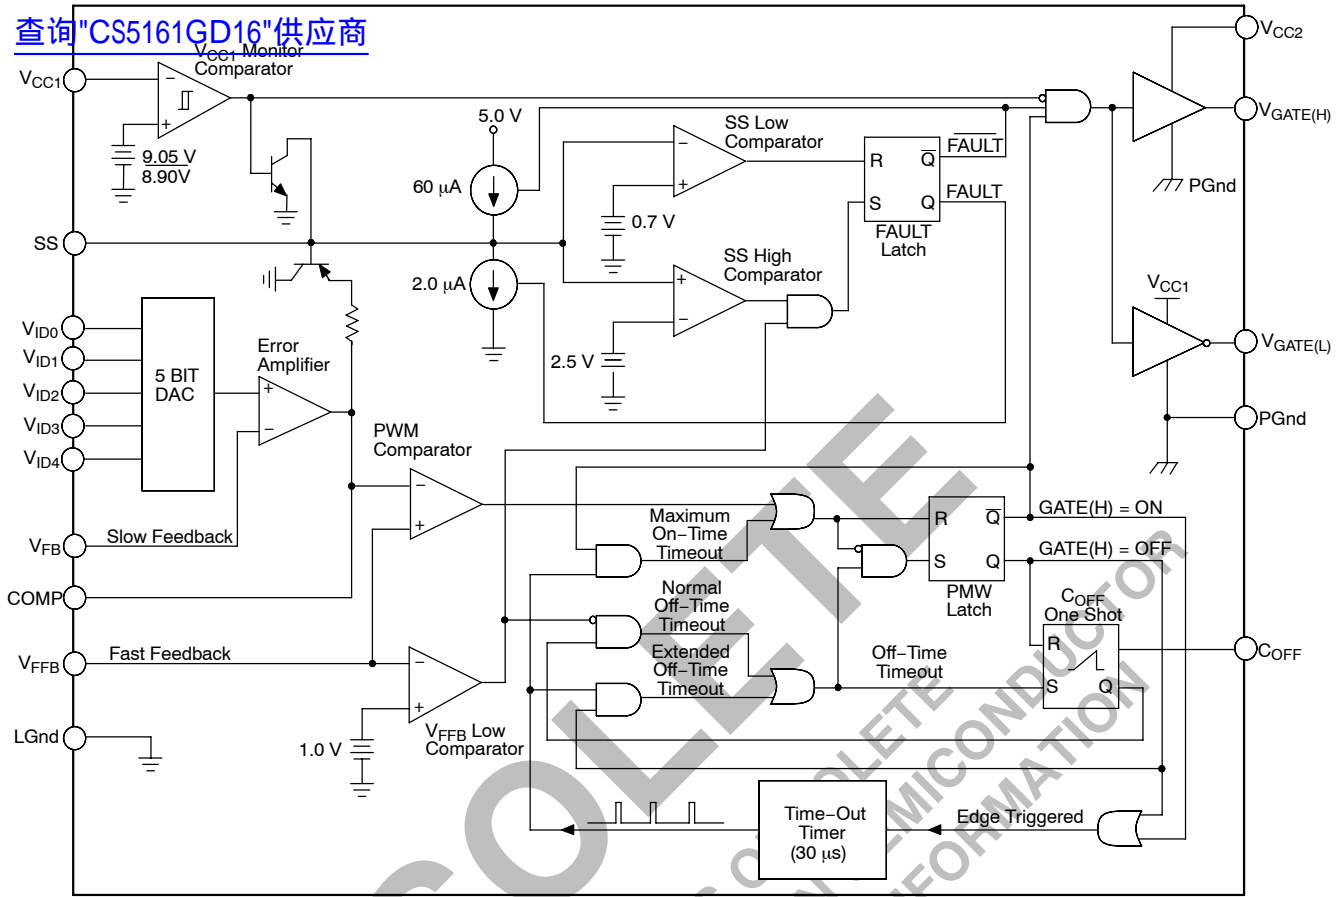 查询"CS5161GD16"供应商
VCC1 Monitor
Comparator
VCC1
−
+
9.05 V
8.90V
5.0 V
60 μA
SS Low
Comparator
−
+
0.7 V
R
Q
FAULT
S
Q
FAULT
FAULT
Latch
VCC2
VGATE(H)
PGnd
SS
2.0 μA
SS High
Comparator
+
−
2.5 V
VCC1
VGATE(L)
PGnd
VID0
VID1
VID2
VID3
VID4
5 BIT
DAC
Error
Amplifier
+
−
PWM
Comparator
−
+
VFB
Slow Feedback
COMP
VFFB
Fast Feedback
LGnd
−
+
1.0 V
VFFB Low
Comparator
Maximum
On−Time
Timeout
Normal
Off−Time
Timeout
Extended
Off−Time
Timeout
R
Q
S
Q
PMW
Latch
GATE(H) = ON
GATE(H) = OFF
Off−Time
Timeout
COFF
One Shot
R
S
Q
COFF
Time−Out
Timer
(30 μs)
Edge Triggered
OLETE
OLETE
MICONDUCTOR
FORMATION